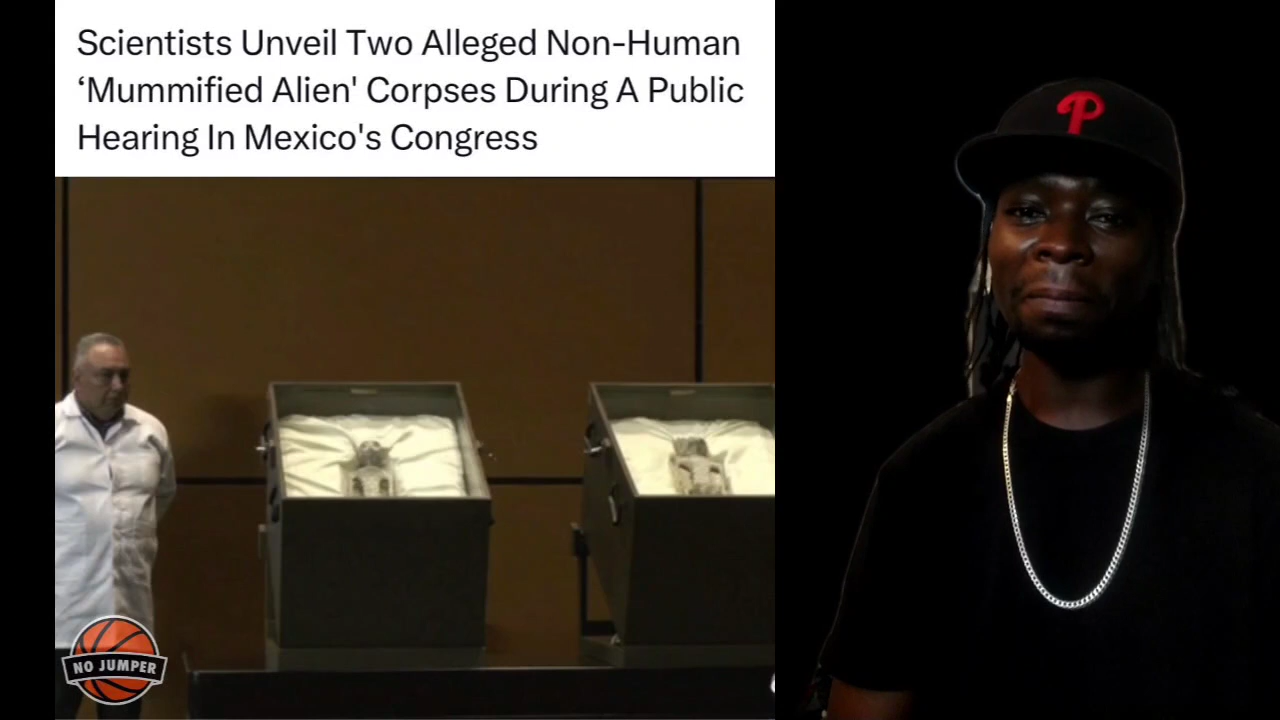 Scientists Unveil Two Alleged Non-Human
‘Mummified Alien' Corpses During A Public
Hearing In Mexico's Congress
P
NO JUMPER